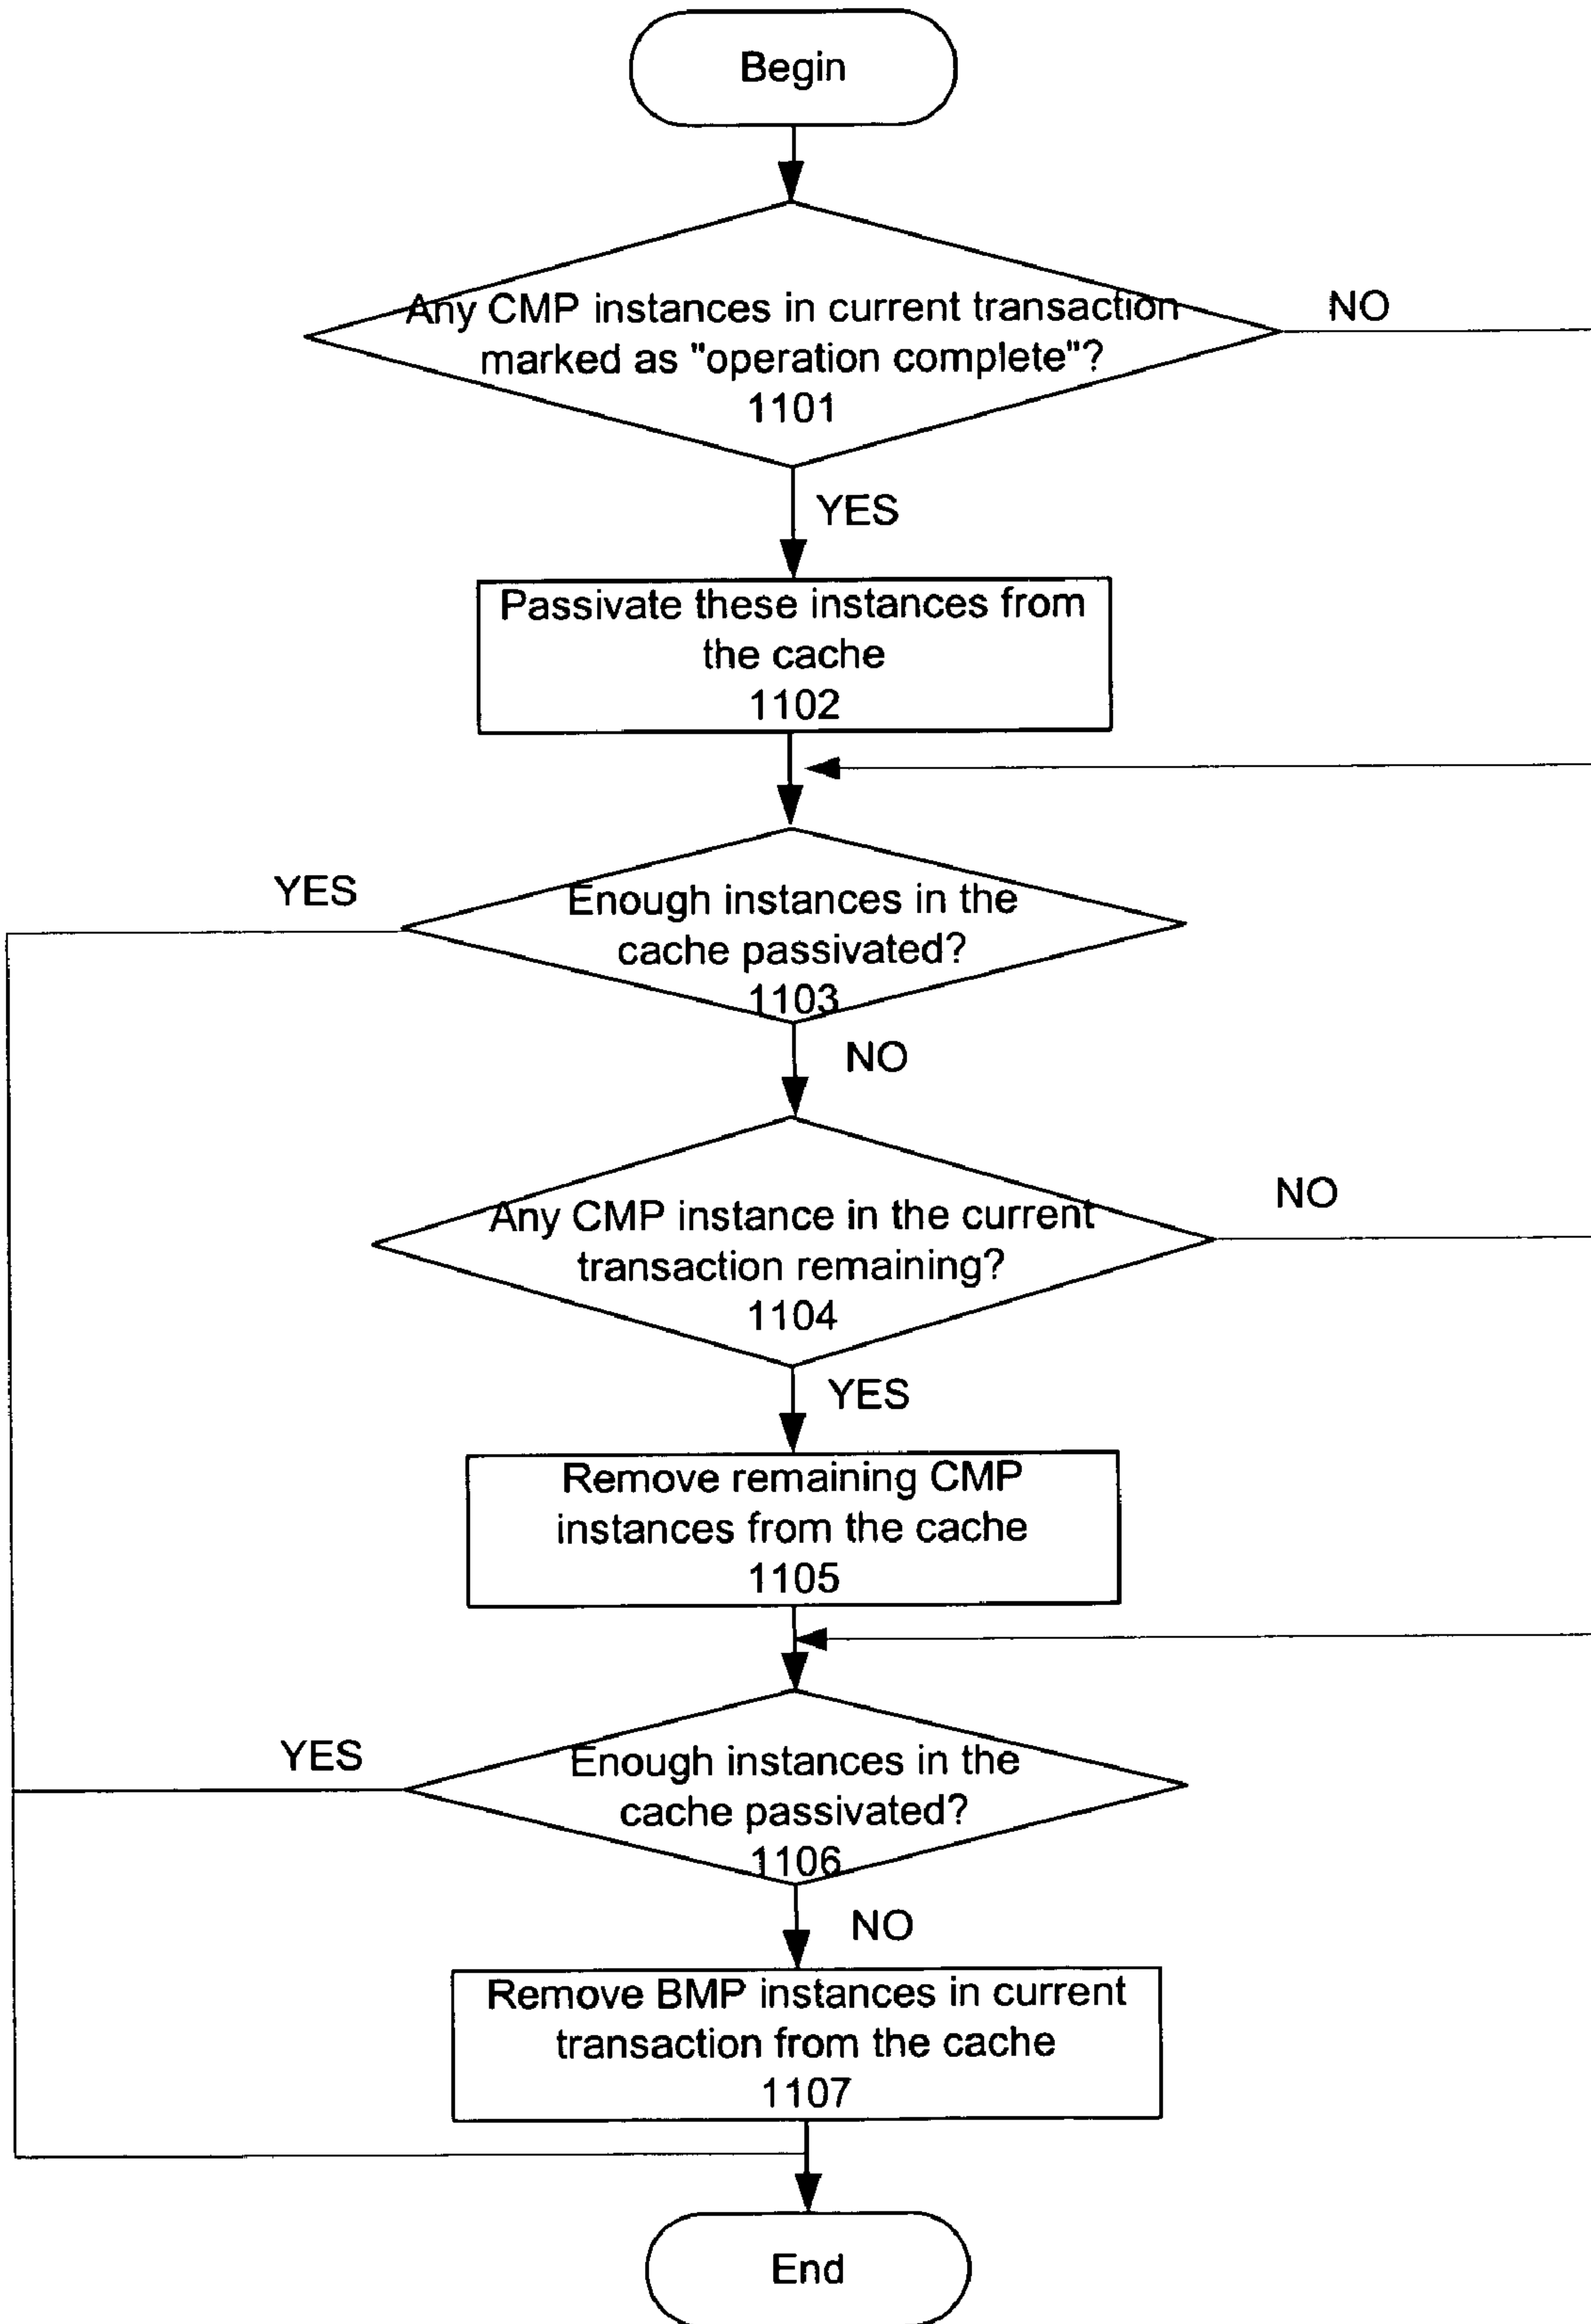 Begin
Any CMP instances in current transaction
marked as "operation complete"?
1101
NO
YES
Passivate these instances from
the cache
1102
YES
Enough instances in the
cache passivated?
1103
NO
Any CMP instance in the current
transaction remaining?
1104
NO
YES
Remove remaining CMP
instances from the cache
1105
YES
Enough instances in the
cache passivated?
1106
NO
Remove BMP instances in current
transaction from the cache
1107
End